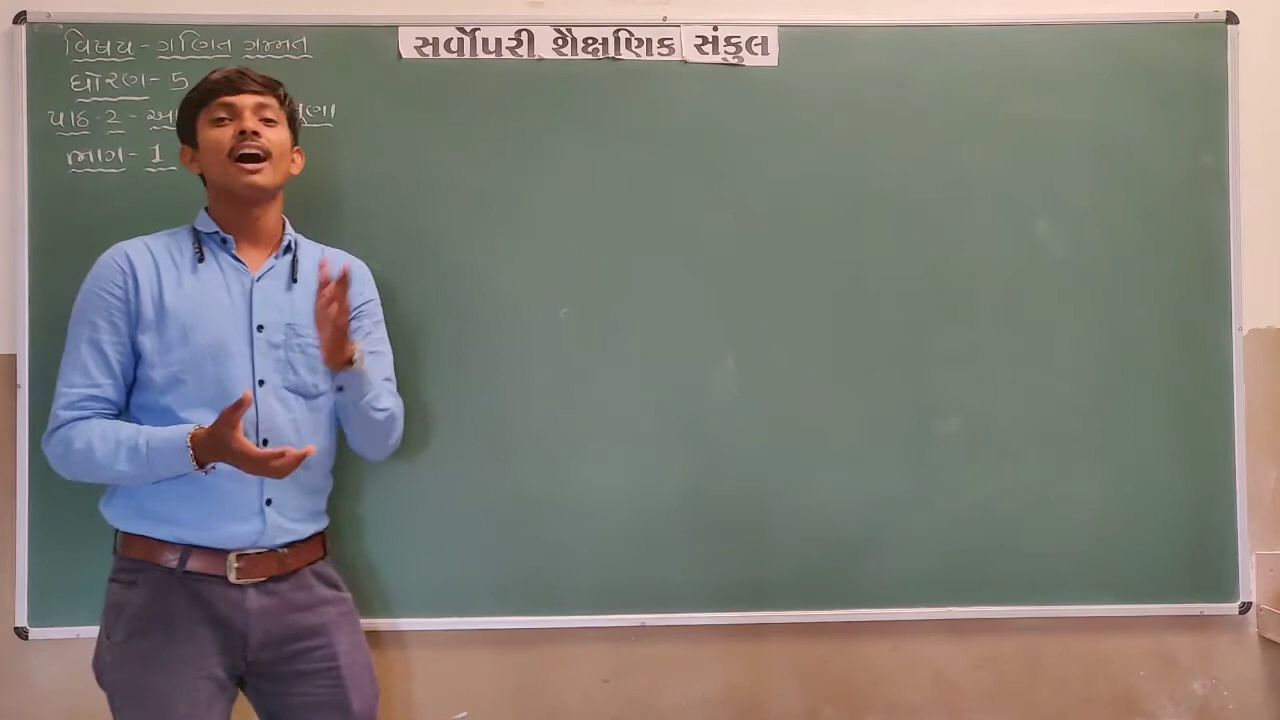 સર્વોપરી શૈક્ષણિક સંકુલ
વિષય - ગણિત ગમ્મત
ધોરણ - 5
પાઠ - 2 -
ભાગ - 1